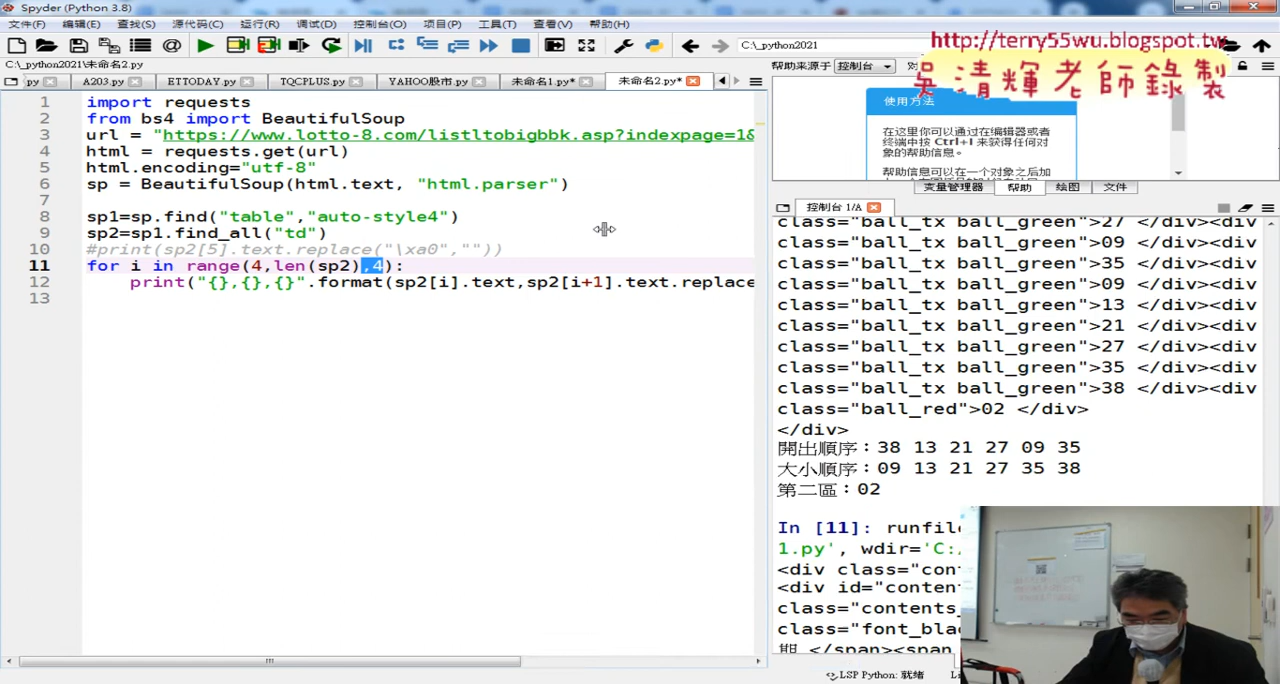 Spyder (Python 3.8)
文件(F) 编辑(E) 查找(S) 源代码(C) 运行(R) 调试(D) 控制台(O) 项目(P) 工具(T) 查看(V) 帮助(H)
C:\_python2021
http://terry55wu.blogspot.tw
吳清輝老師錄製
C:\_python2021\未命名2.py
.py A203.py ETTODAY.py TQCPLUS.py YAHOO股市.py 未命名1.py* 未命名2.py*
帮助来源于 控制台
使用方法
在这里你可以通过在编辑器或者
终端中按 Ctrl+I 来获得任何对
象的帮助信息。
帮助信息可以在一个对象之后加
变量管理器 帮助 绘图 文件
1 import requests
2 from bs4 import BeautifulSoup
3 url = "https://www.lotto-8.com/listltobigbbk.asp?indexpage=1&
4 html = requests.get(url)
5 html.encoding="utf-8"
6 sp = BeautifulSoup(html.text, "html.parser")
7
8 sp1=sp.find("table","auto-style4")
9 sp2=sp1.find_all("td")
10 #print(sp2[5].text.replace("\xa0",""))
11 for i in range(4,len(sp2),4):
12 print("{},{},{}".format(sp2[i].text,sp2[i+1].text.replace
13
控制台 1/A
class="ball_tx ball_green">27 </div><div
class="ball_tx ball_green">09 </div><div
class="ball_tx ball_green">35 </div><div
class="ball_tx ball_green">09 </div><div
class="ball_tx ball_green">13 </div><div
class="ball_tx ball_green">21 </div><div
class="ball_tx ball_green">27 </div><div
class="ball_tx ball_green">35 </div><div
class="ball_tx ball_green">38 </div><div
class="ball_red">02 </div>
</div>
開出順序：38 13 21 27 09 35
大小順序：09 13 21 27 35 38
第二區：02
In [11]: runfile
1.py', wdir='C:
<div class="con
<div id="conten
class="contents_
class="font_bla
期 </span><span
LSP Python: 就绪